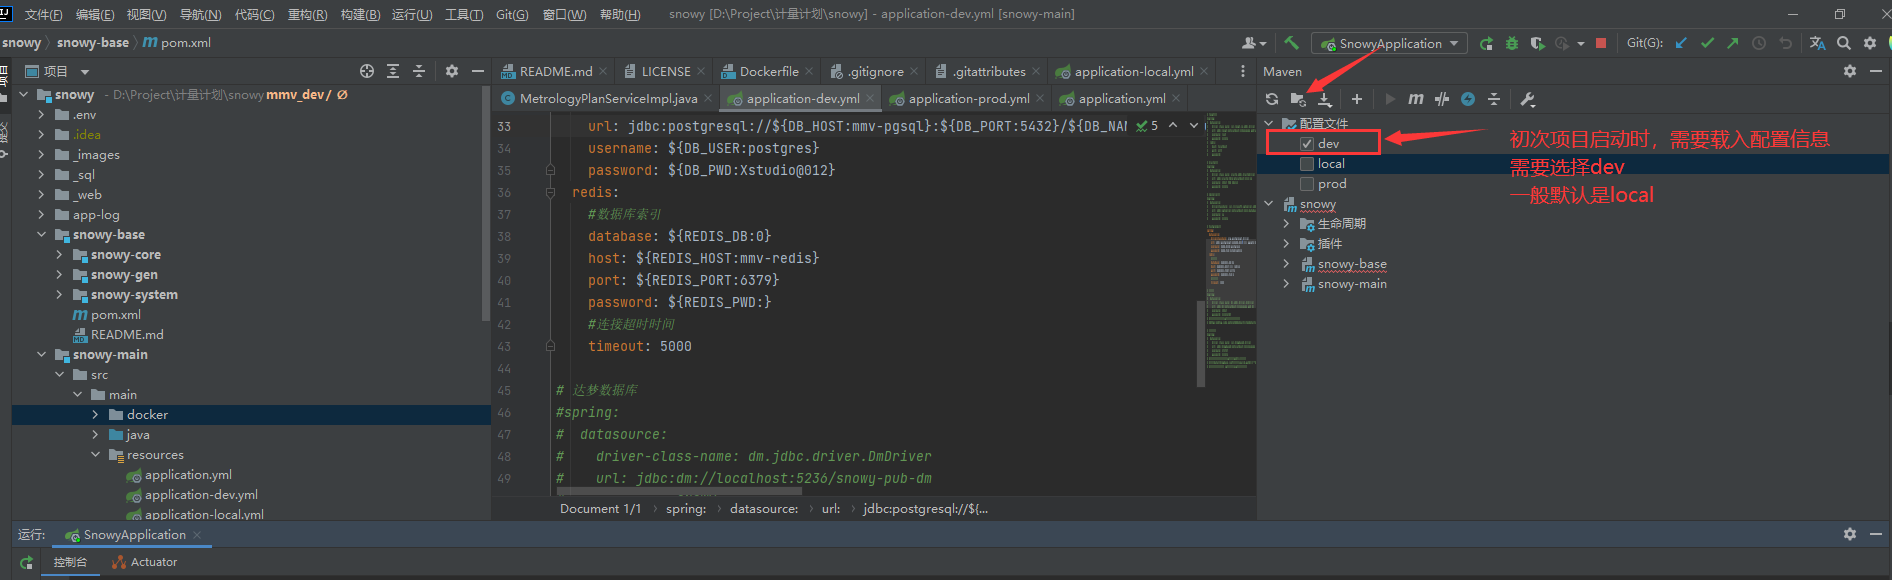 文件(F) 编辑(E) 视图(V) 导航(N) 代码(C) 重构(R) 构建(B) 运行(U) 工具(T) Git(G) 窗口(W) 帮助(H) snowy [D:\Project\计量计划\snowy] - application-dev.yml [snowy-main]
snowy snowy-base pom.xml SnowyApplication Git(G):
项目
README.md LICENSE Dockerfile .gitignore .gitattributes application-local.yml
MetrologyPlanServiceImpl.java application-dev.yml application-prod.yml application.yml
Maven
snowy - D:\Project\计量计划\snowy mmv_dev / Ø
.env
.idea
_images
_sql
_web
app-log
snowy-base
snowy-core
snowy-gen
snowy-system
pom.xml
README.md
snowy-main
src
main
docker
java
resources
application.yml
application-dev.yml
application-local.yml
33 url: jdbc:postgresql://${DB_HOST:mmv-pgsql}:${DB_PORT:5432}/${DB_NAM 5
34 username: ${DB_USER:postgres}
35 password: ${DB_PWD:Xstudio@012}
36 redis:
37 #数据库索引
38 database: ${REDIS_DB:0}
39 host: ${REDIS_HOST:mmv-redis}
40 port: ${REDIS_PORT:6379}
41 password: ${REDIS_PWD:}
42 #连接超时时间
43 timeout: 5000
44
45 # 达梦数据库
46 #spring:
47 # datasource:
48 # driver-class-name: dm.jdbc.driver.DmDriver
49 # url: jdbc:dm://localhost:5236/snowy-pub-dm
Document 1/1 spring: datasource: url: jdbc:postgresql://${...
配置文件
dev
local
prod
snowy
生命周期
插件
snowy-base
snowy-main
初次项目启动时，需要载入配置信息
需要选择dev
一般默认是local
运行: SnowyApplication
控制台 Actuator